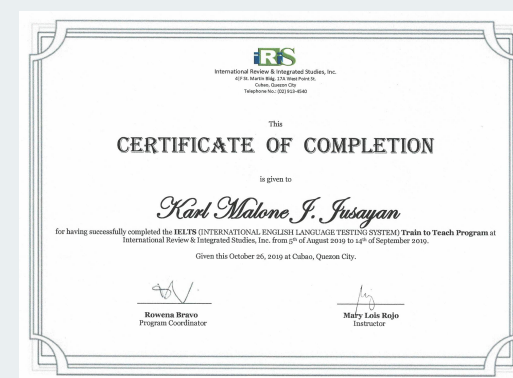 iRiS
International Review & Integrated Studies, Inc.
4/F St. Martin Bldg. 17A West Point St.
Cubao, Quezon City
Telephone No.: (02) 913-4540
This
CERTIFICATE OF COMPLETION
is given to
Karl Malone J. Jusayan
for having successfully completed the IELTS (INTERNATIONAL ENGLISH LANGUAGE TESTING SYSTEM) Train to Teach Program at
International Review & Integrated Studies, Inc. from 5th of August 2019 to 14th of September 2019.
Given this October 26, 2019 at Cubao, Quezon City.
Rowena Bravo
Program Coordinator
Mary Lois Rojo
Instructor